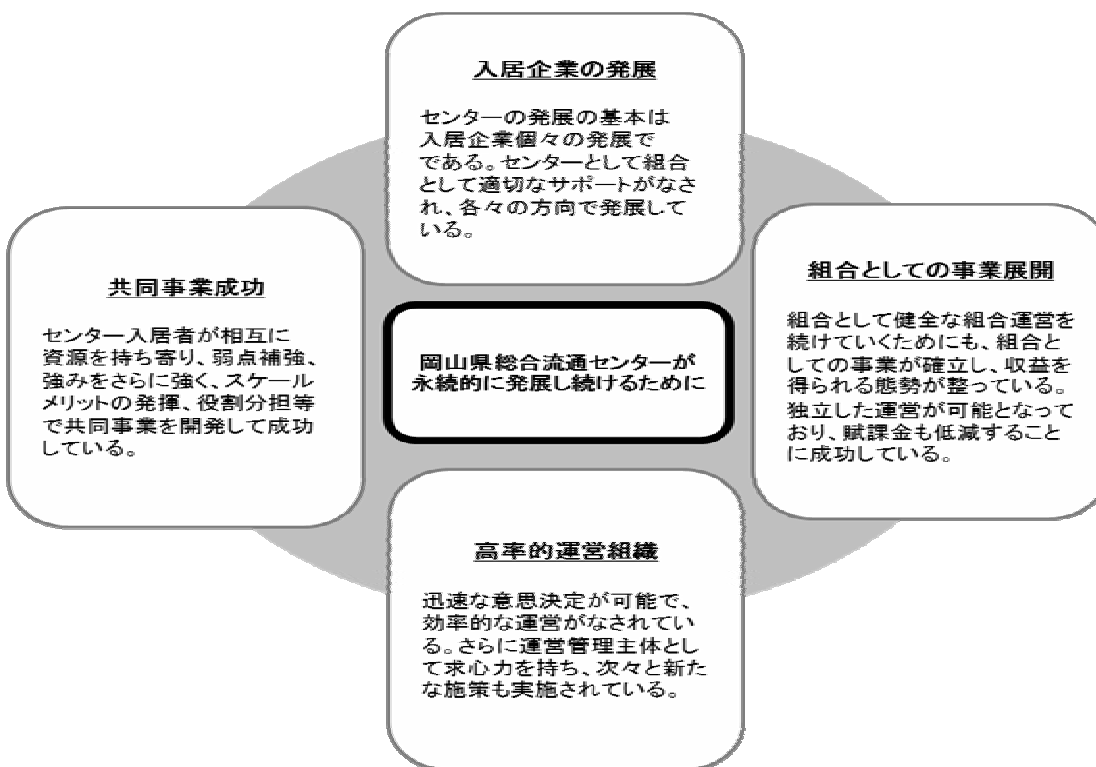 入居企業の発展
センターの発展の基本は
入居企業個々の発展で
である。センターとして組合
として適切なサポートがなさ
れ、各々の方向で発展して
いる。
共同事業成功
センター入居者が相互に
資源を持ち寄り、弱点補強、
強みをさらに強く、スケール
メリットの発揮、役割分担等
で共同事業を開発して成功
している。
岡山県総合流通センターが
永続的に発展し続けるために
組合としての事業展開
組合として健全な組合運営を
続けていくためにも、組合と
しての事業が確立し、収益を
得られる態勢が整っている。
独立した運営が可能となって
おり、賦課金も低減すること
に成功している。
高率的運営組織
迅速な意思決定が可能で、
効率的な運営がなされてい
る。さらに運営管理主体とし
て求心力を持ち、次々と新た
な施策も実施されている。